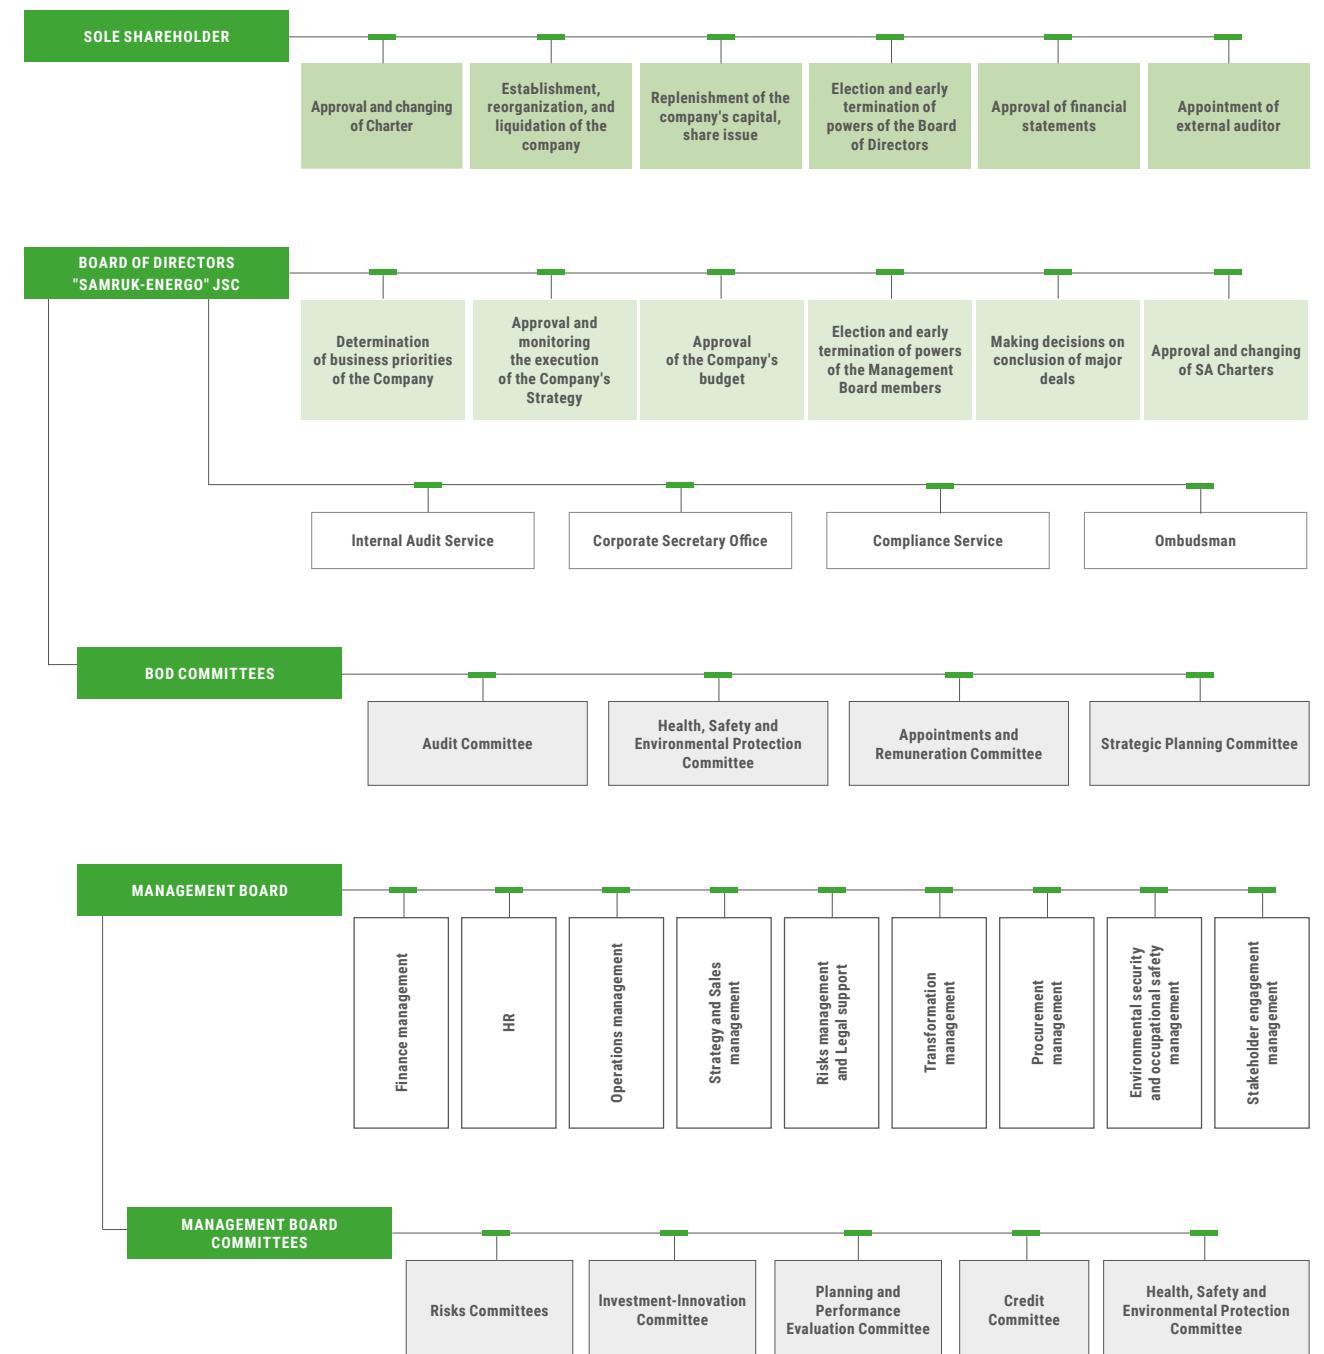 SOLE SHAREHOLDER
Approval and changing
of Charter
Establishment,
reorganization, and
liquidation of the
company
Replenishment of the
company's capital,
share issue
Election and early
termination of
powers of the Board
of Directors
Approval of financial
statements
Appointment of
external auditor
BOARD OF DIRECTORS
"SAMRUK-ENERGO" JSC
Determination
of business priorities
of the Company
Approval and
monitoring
the execution
of the Company's
Strategy
Approval
of the Company's
budget
Election and early
termination of powers
of the Management
Board members
Making decisions on
conclusion of major
deals
Approval and changing
of SA Charters
Internal Audit Service
Corporate Secretary Office
Compliance Service
Ombudsman
BOD COMMITTEES
Audit Committee
Health, Safety and
Environmental Protection
Committee
Appointments and
Remuneration Committee
Strategic Planning Committee
MANAGEMENT BOARD
Finance management
HR
Operations management
Strategy and Sales
management
Risks management
and Legal support
Transformation
management
Procurement
management
Environmental security
and occupational safety
management
Stakeholder engagement
management
MANAGEMENT BOARD
COMMITTEES
Risks Committees
Investment-Innovation
Committee
Planning and
Performance
Evaluation Committee
Credit
Committee
Health, Safety and
Environmental Protection
Committee